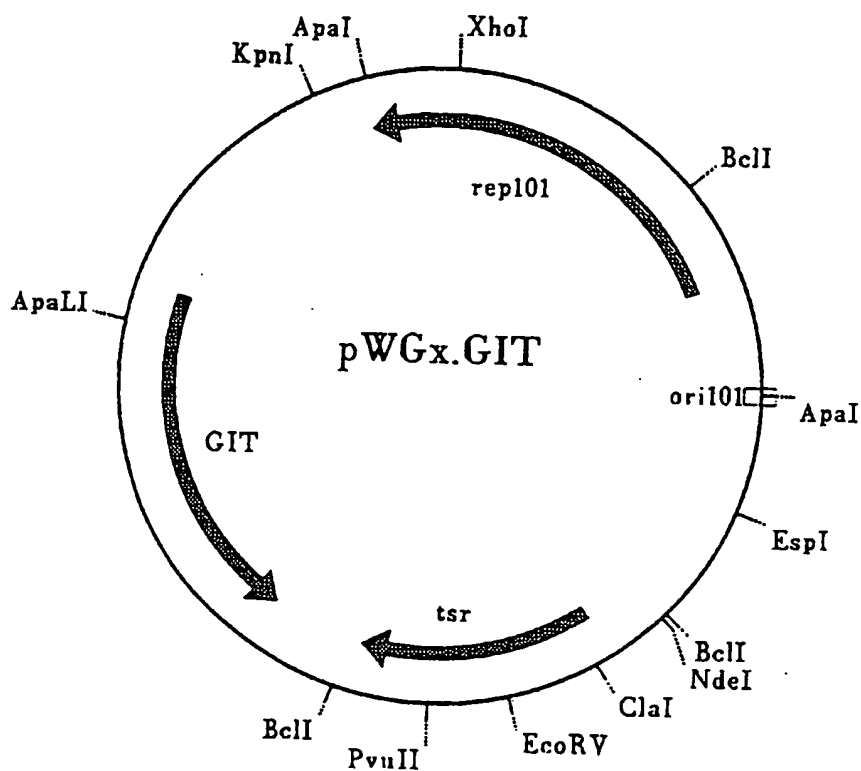 ApaI
XhoI
KpnI
BclI
rep101
ApaLI
pWGx.GIT
ori101
ApaI
GIT
EspI
tsr
BclI
NdeI
ClaI
BclI
EcoRV
PvuII